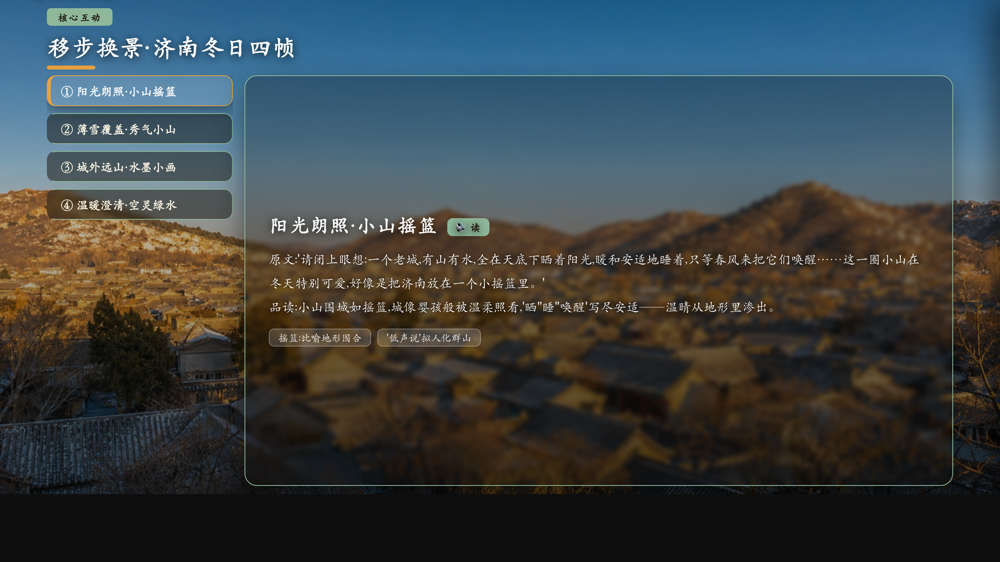 核心互动
移步换景·济南冬日四帧
① 阳光朗照·小山摇篮
② 薄雪覆盖·秀气小山
③ 城外远山·水墨小画
④ 温暖澄清·空灵绿水
阳光朗照·小山摇篮
🔊 读
原文:'请闭上眼想:一个老城,有山有水,全在天底下晒着阳光,暖和安适地睡着,只等春风来把它们唤醒······这一圈小山在
冬天特别可爱,好像是把济南放在一个小摇篮里。'
品读:小山围城如摇篮,城像婴孩般被温柔照看,'晒''睡''唤醒'写尽安适——温晴从地形里渗出。
摇篮:比喻地形围合
'低声说'拟人化群山